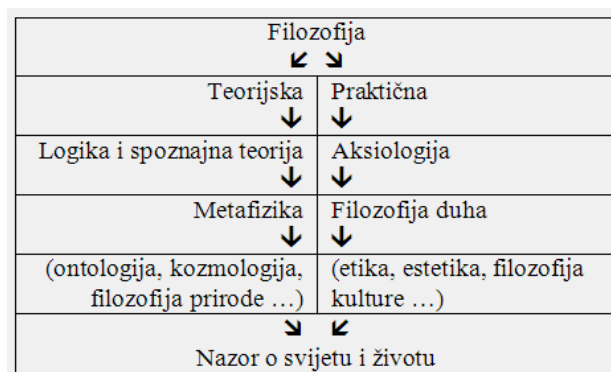 Filozofija
↙ ↘
Teorijska Praktična
↓ ↓
Logika i spoznajna teorija Aksiologija
↓ ↓
Metafizika Filozofija duha
↓ ↓
(ontologija, kozmologija, (etika, estetika, filozofija
filozofija prirode ...) kulture ...)
↘ ↙
Nazor o svijetu i životu